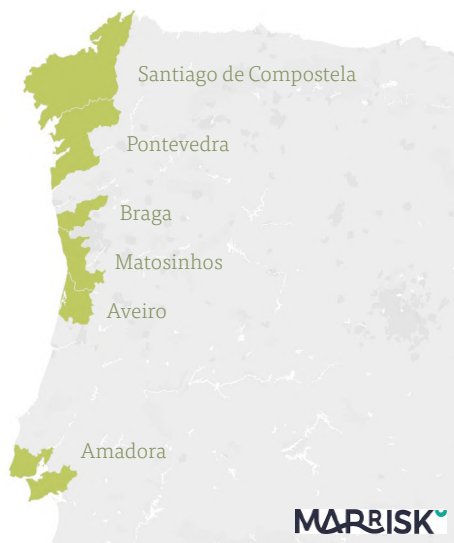 Santiago de Compostela
Pontevedra
Braga
Matosinhos
Aveiro
Amadora
MARRISK